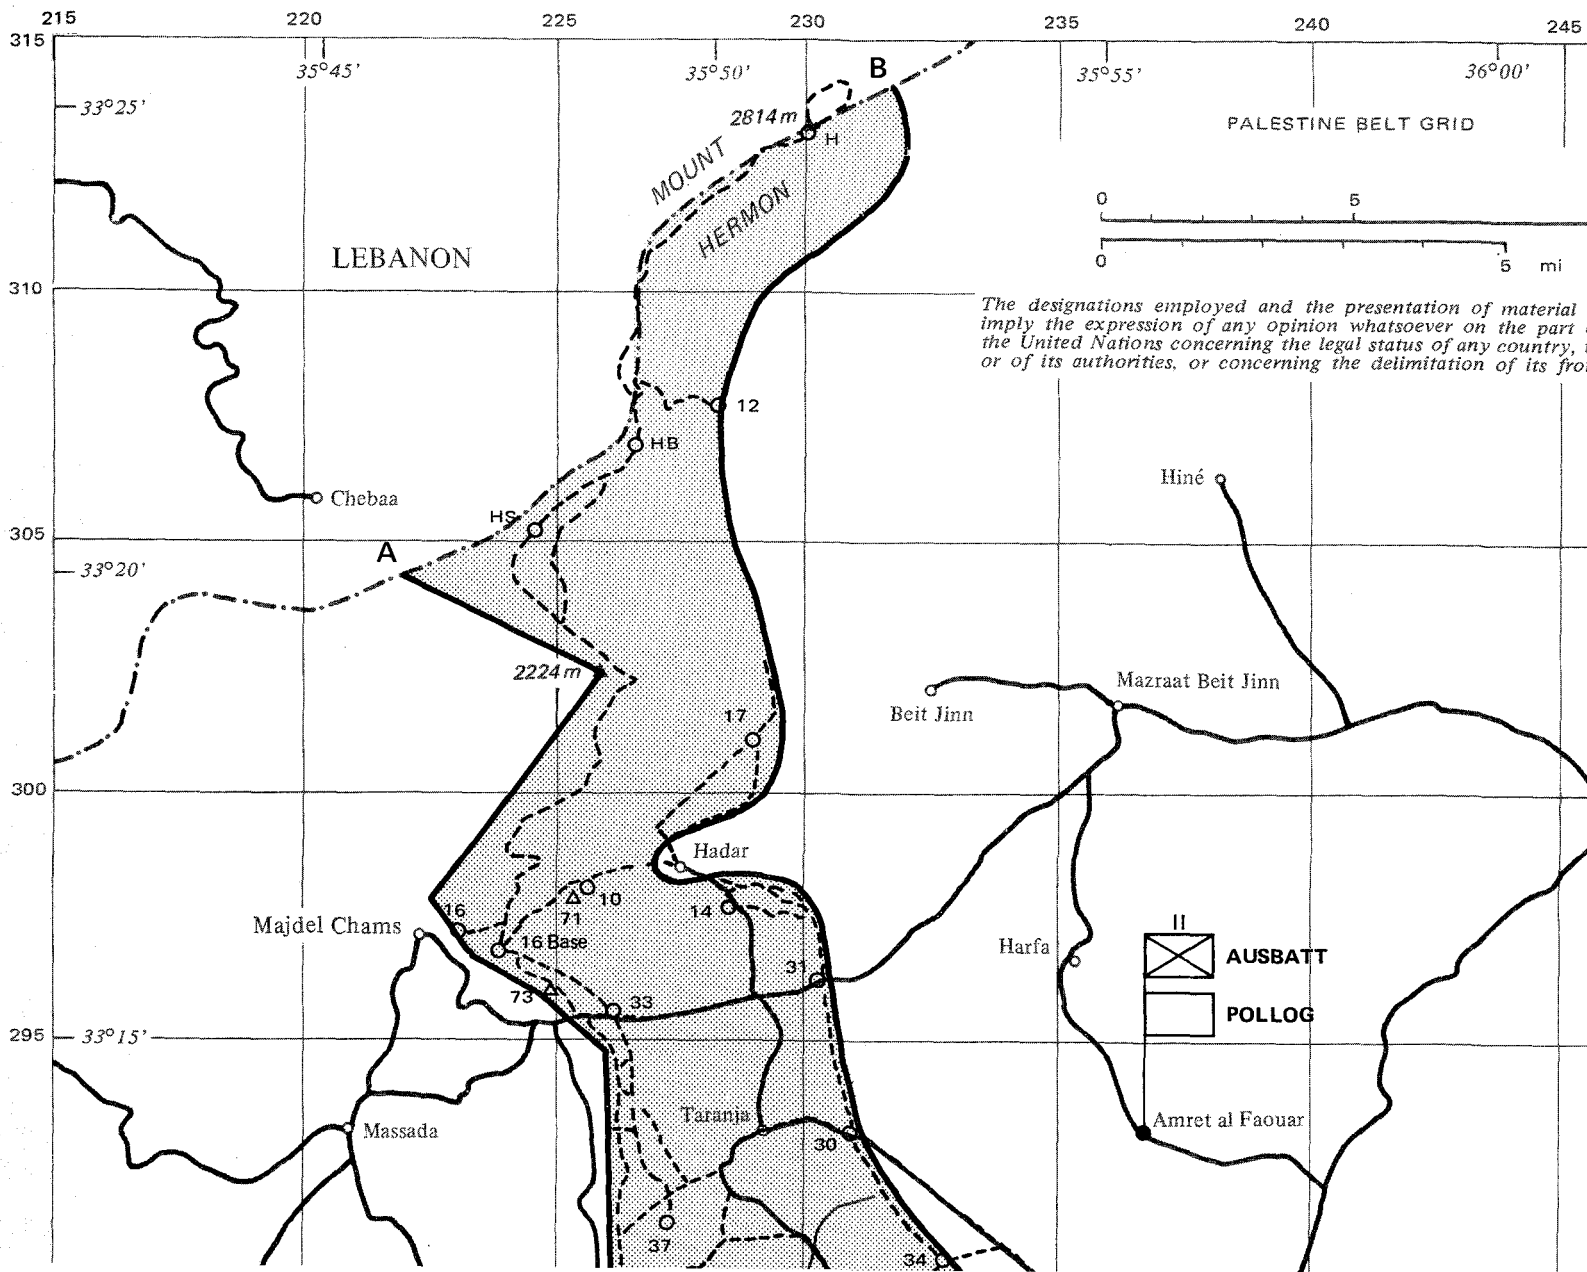 215 220 225 230 235 240 245
315
35°45' 35°50' B 35°55' 36°00'
33°25'
2814 m
H
PALESTINE BELT GRID
MOUNT
HERMON
0 5
LEBANON
0 5 mi
310
The designations employed and the presentation of material
imply the expression of any opinion whatsoever on the part
the United Nations concerning the legal status of any country,
or of its authorities, or concerning the delimitation of its
12
HB
Hiné
Chebaa
HS
305
A
33°20'
2224 m
Mazraat Beit Jinn
Beit Jinn
17
300
Hadar
10
71
16
14
Majdel Chams
16 Base
II
Harfa
AUSBATT
31
73
33
POLLOG
295 33°15'
Taranja
Amret al Faouar
Massada
30
37
34